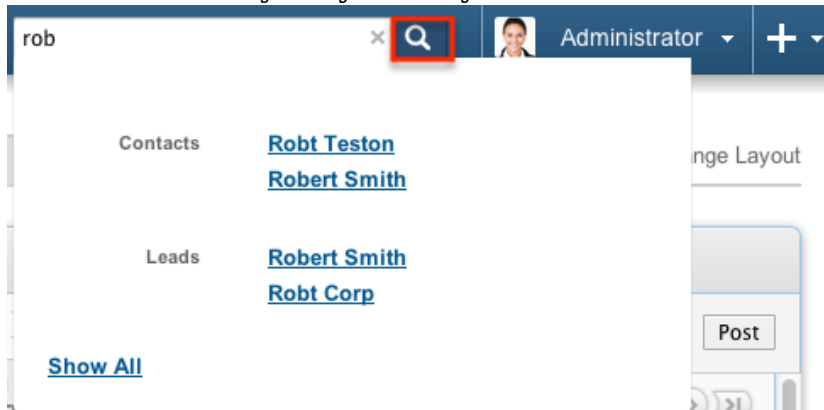 rob
Administrator
Contacts
Robt Teston
Robert Smith
nge Layout
Leads
Robert Smith
Robt Corp
Post
Show All